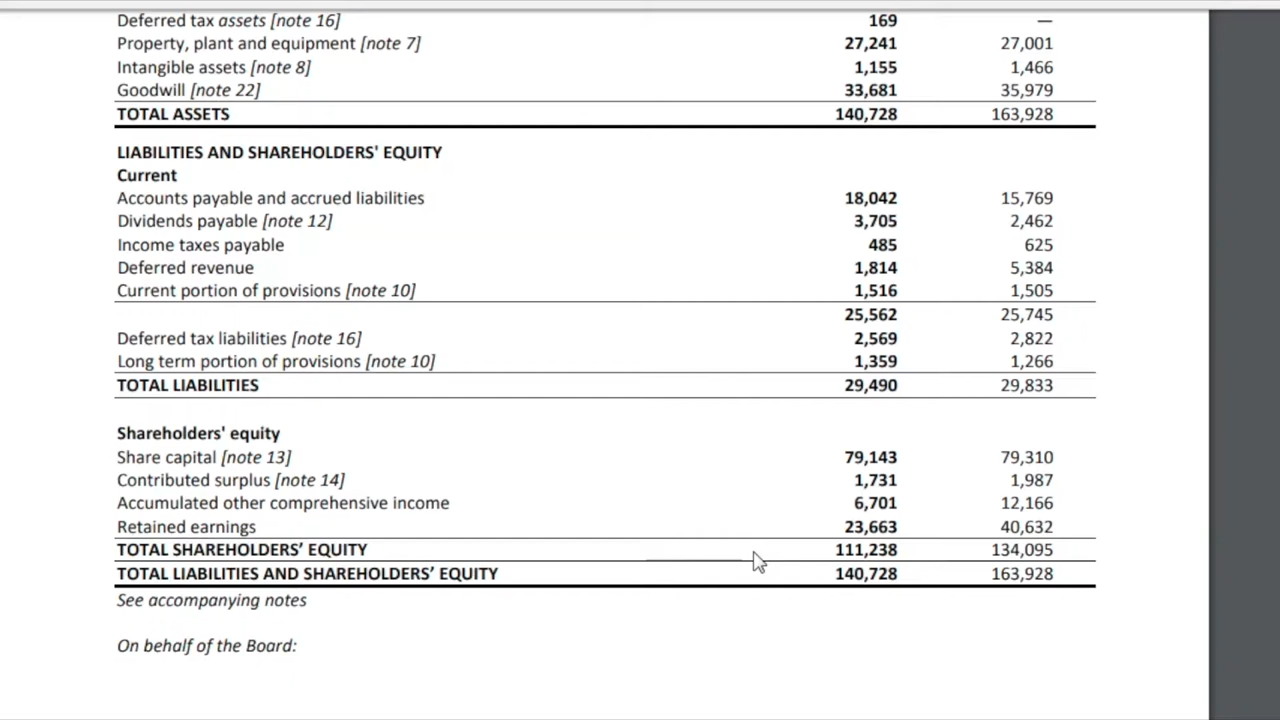 Deferred tax assets [note 16] 169 —
Property, plant and equipment [note 7] 27,241 27,001
Intangible assets [note 8] 1,155 1,466
Goodwill [note 22] 33,681 35,979
TOTAL ASSETS 140,728 163,928
LIABILITIES AND SHAREHOLDERS' EQUITY
Current
Accounts payable and accrued liabilities 18,042 15,769
Dividends payable [note 12] 3,705 2,462
Income taxes payable 485 625
Deferred revenue 1,814 5,384
Current portion of provisions [note 10] 1,516 1,505
25,562 25,745
Deferred tax liabilities [note 16] 2,569 2,822
Long term portion of provisions [note 10] 1,359 1,266
TOTAL LIABILITIES 29,490 29,833
Shareholders' equity
Share capital [note 13] 79,143 79,310
Contributed surplus [note 14] 1,731 1,987
Accumulated other comprehensive income 6,701 12,166
Retained earnings 23,663 40,632
TOTAL SHAREHOLDERS’ EQUITY 111,238 134,095
TOTAL LIABILITIES AND SHAREHOLDERS’ EQUITY 140,728 163,928
See accompanying notes
On behalf of the Board: